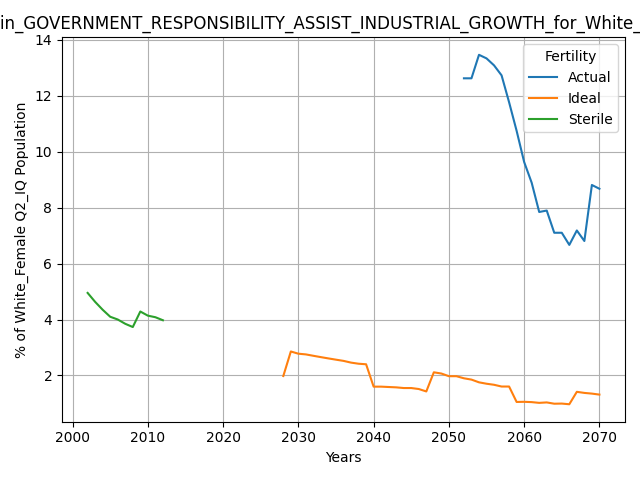 in_GOVERNMENT_RESPONSIBILITY_ASSIST_INDUSTRIAL_GROWTH_for_White_
Fertility
Actual
Ideal
Sterile
% of White_Female Q2_IQ Population
14
12
10
8
6
4
2
2000 2010 2020 2030 2040 2050 2060 2070
Years